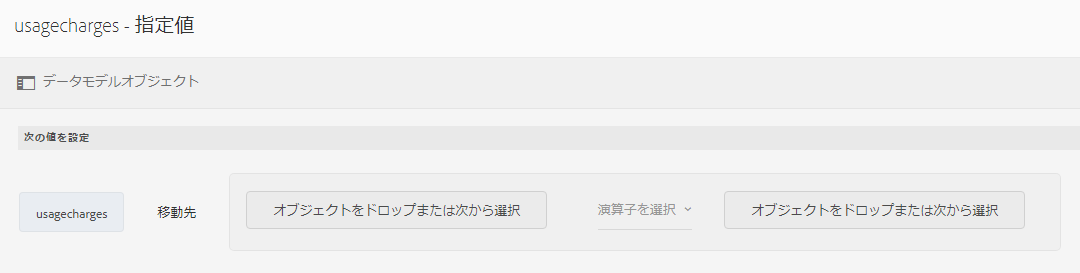 usagecharges - 指定値
データモデルオブジェクト
次の値を設定
usagecharges 移動先 オブジェクトをドロップまたは次から選択 演算子を選択 オブジェクトをドロップまたは次から選択